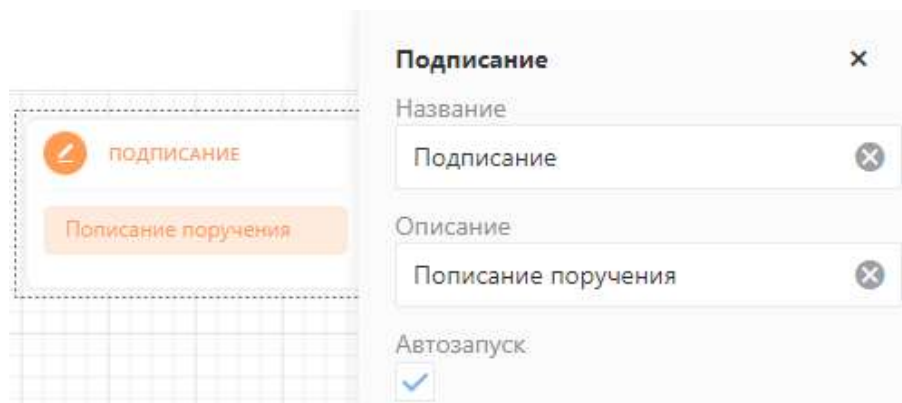 ПОДПИСАНИЕ
Пописание поручения
Подписание
Название
Подписание
Описание
Пописание поручения
Автозапуск